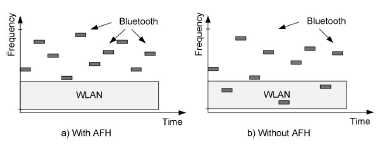 Frequency
Bluetooth
WLAN
Time
a) With AFH
Frequency
Bluetooth
WLAN
Time
b) Without AFH